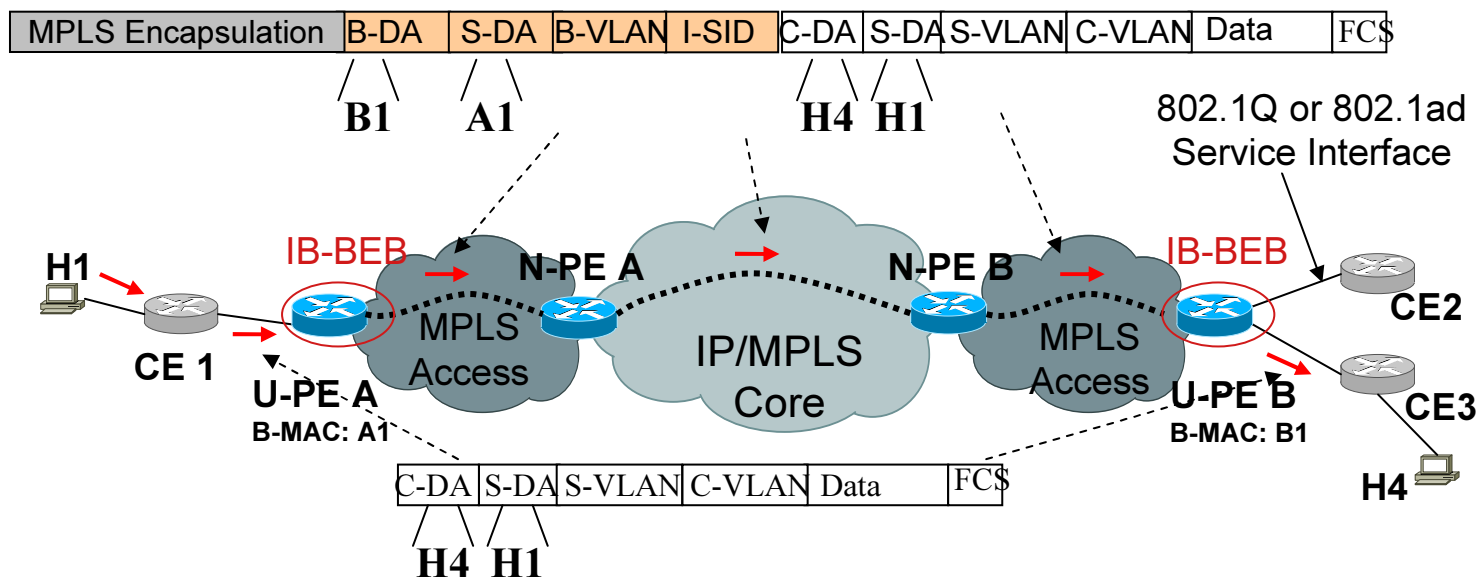 MPLS Encapsulation B-DA S-DA B-VLAN I-SID C-DA S-DA S-VLAN C-VLAN Data FCS
B1 A1 H4 H1
802.1Q or 802.1ad
Service Interface
IB-BEB
IB-BEB
H1
N-PE A
N-PE B
CE 1
MPLS
Access
IP/MPLS
Core
MPLS
Access
CE2
U-PE A
B-MAC: A1
U-PE B
B-MAC: B1
CE3
H4
C-DA S-DA S-VLAN C-VLAN Data FCS
H4 H1